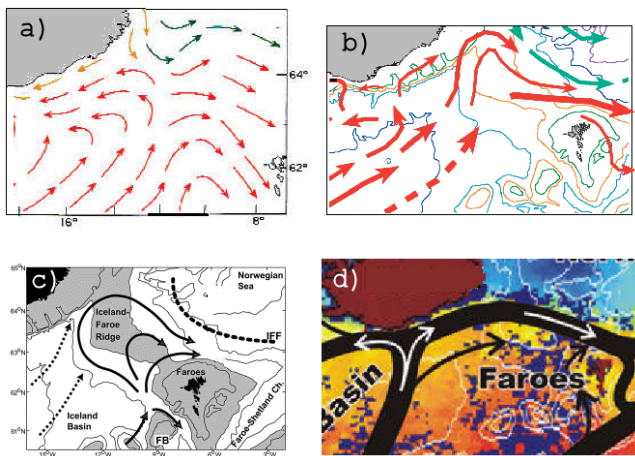 a)
64°
62°
16°
8°
b)
c)
65°N
64°N
63°N
62°N
61°N
Norwegian
Sea
Iceland-
Faroe
Ridge
IFF
Faroes
Iceland
Basin
FB
Faroe-Shetland Ch.
d)
Basin
Faroes